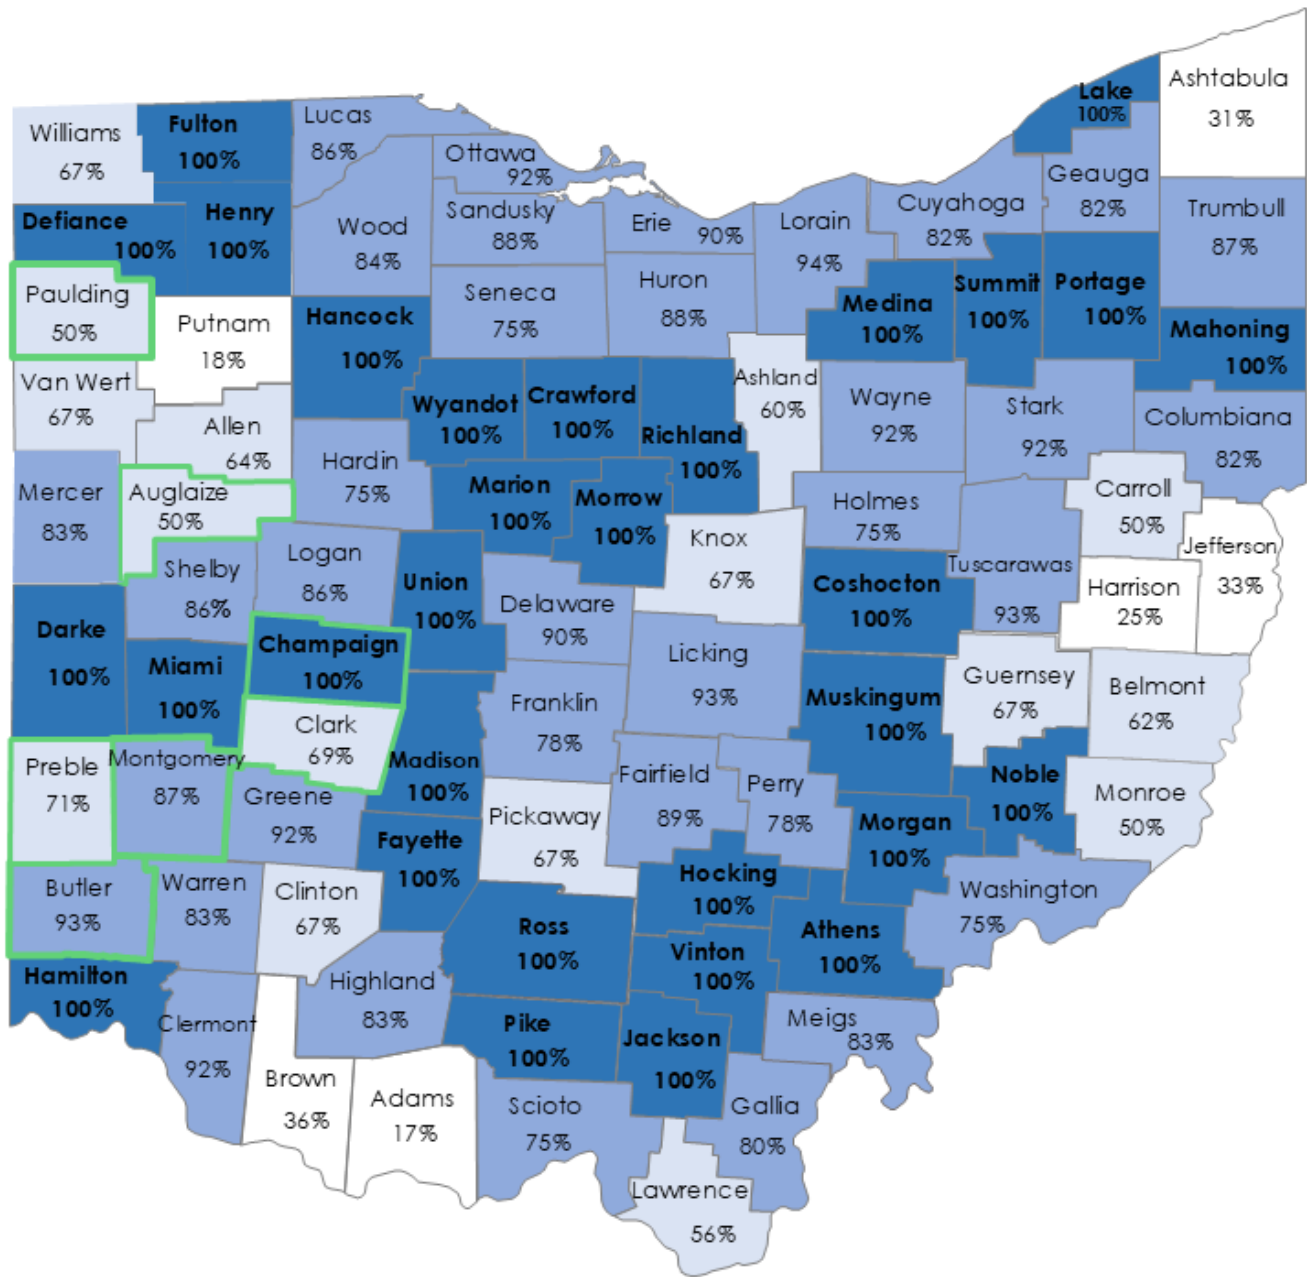 Ashtabula
31%
Lake
100%
Williams
67%
Fulton
100%
Lucas
86%
Ottawa
92%
Geauga
82%
Trumbull
87%
Defiance
100%
Henry
100%
Wood
84%
Sandusky
88%
Erie 90%
Lorain
94%
Cuyahoga
82%
Paulding
50%
Putnam
18%
Hancock
100%
Seneca
75%
Huron
88%
Medina
100%
Summit
100%
Portage
100%
Mahoning
100%
Van Wert
67%
Allen
64%
Wyandot
100%
Crawford
100%
Richland
100%
Ashland
60%
Wayne
92%
Stark
92%
Columbiana
82%
Mercer
83%
Auglaize
50%
Hardin
75%
Marion
100%
Morrow
100%
Knox
67%
Holmes
75%
Carroll
50%
Jefferson
33%
Shelby
86%
Logan
86%
Union
100%
Delaware
90%
Coshocton
100%
Tuscarawas
93%
Harrison
25%
Darke
100%
Miami
100%
Champaign
100%
Licking
93%
Muskingum
100%
Guernsey
67%
Belmont
62%
Clark
69%
Franklin
78%
Preble
71%
Montgomery
87%
Greene
92%
Madison
100%
Fairfield
89%
Perry
78%
Noble
100%
Monroe
50%
Fayette
100%
Pickaway
67%
Morgan
100%
Butler
93%
Warren
83%
Clinton
67%
Hocking
100%
Washington
75%
Ross
100%
Vinton
100%
Athens
100%
Hamilton
100%
Highland
83%
Clermont
92%
Pike
100%
Jackson
100%
Meigs
83%
Brown
36%
Adams
17%
Scioto
75%
Gallia
80%
Lawrence
56%